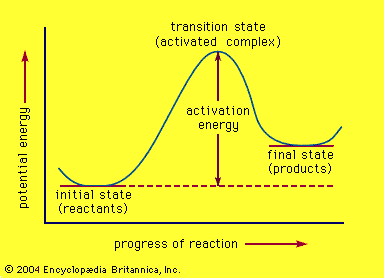 transition state
(activated complex)
activation
energy
potential energy
final state
(products)
initial state
(reactants)
progress of reaction
© 2004 Encyclopædia Britannica, Inc.